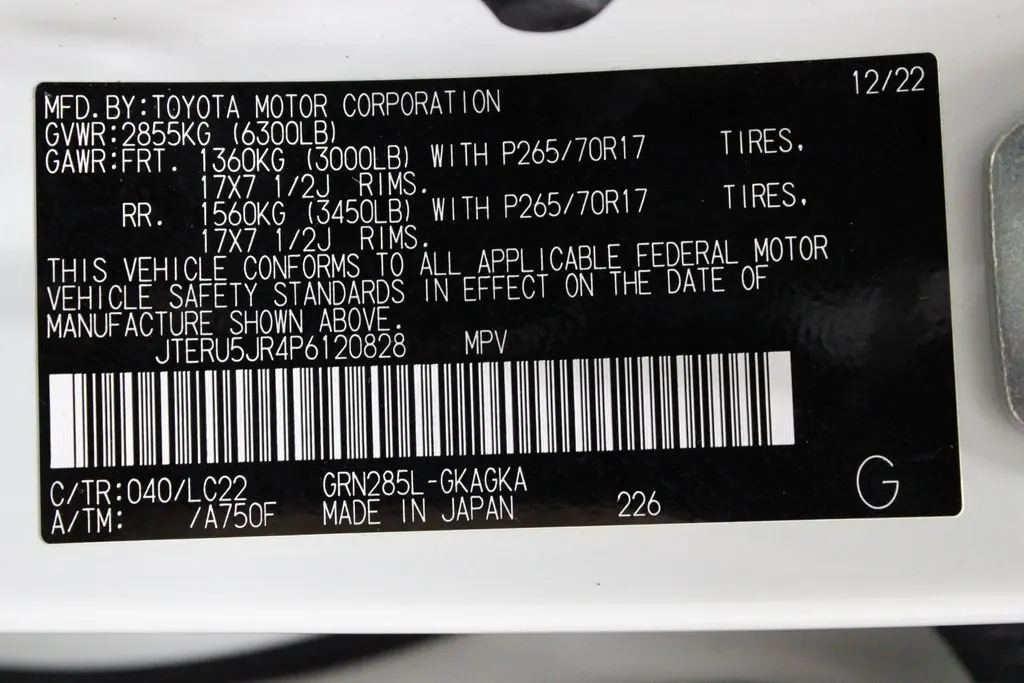 12/22
MFD.BY:TOYOTA MOTOR CORPORATION
GVWR:2855KG (6300LB)
GAWR:FRT. 1360KG (3000LB) WITH P265/70R17 TIRES,
17X7 1/2J RIMS.
RR. 1560KG (3450LB) WITH P265/70R17 TIRES,
17X7 1/2J RIMS.
THIS VEHICLE CONFORMS TO ALL APPLICABLE FEDERAL MOTOR
VEHICLE SAFETY STANDARDS IN EFFECT ON THE DATE OF
MANUFACTURE SHOWN ABOVE.
JTERU5JR4P6120828 MPV
C/TR:040/LC22 GRN285L-GKAGKA
A/TM: /A750F MADE IN JAPAN 226
G